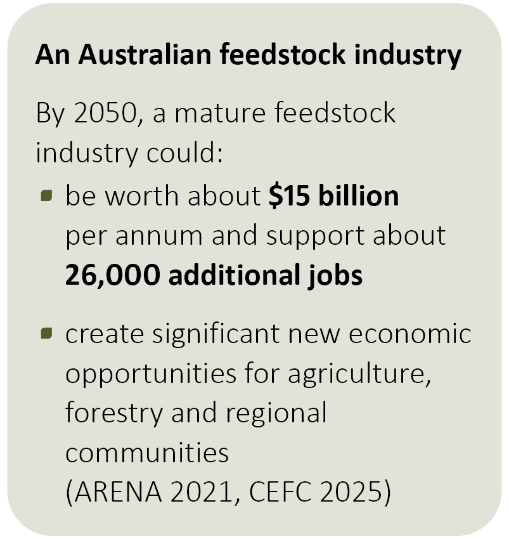 An Australian feedstock industry
By 2050, a mature feedstock
industry could:
be worth about $15 billion
per annum and support about
26,000 additional jobs
create significant new economic
opportunities for agriculture,
forestry and regional
communities
(ARENA 2021, CEFC 2025)